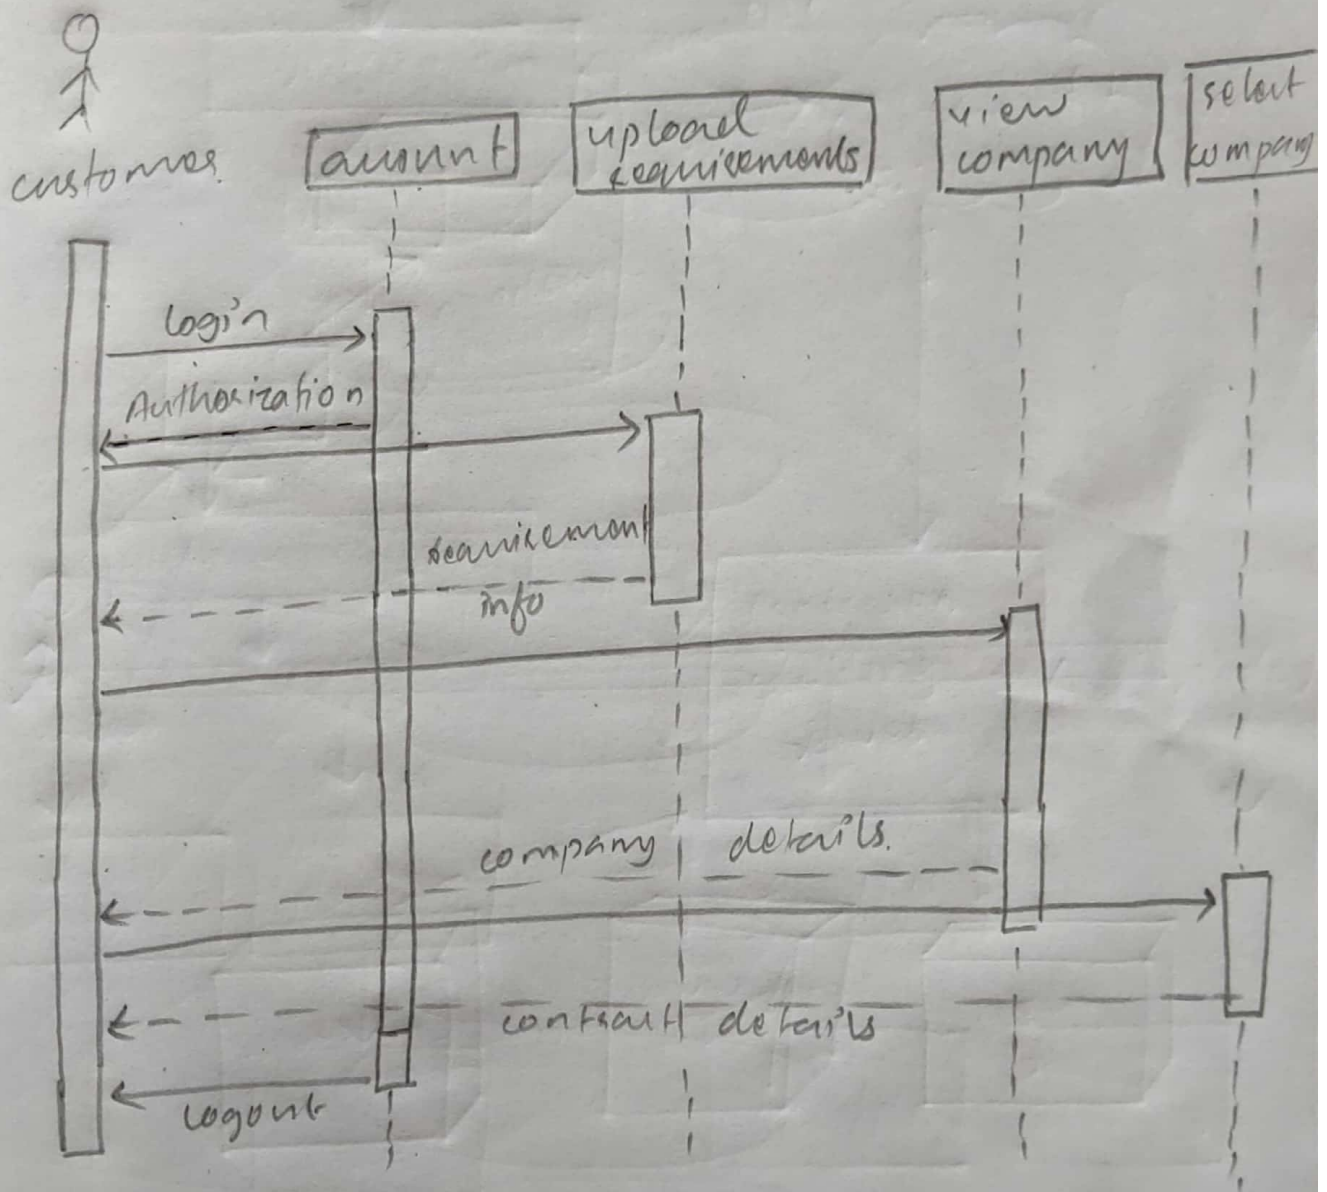 customer.
account
upload
requirements
view
company
select
company
Login
Authorization
requirement
info
company details.
contract details
Logout